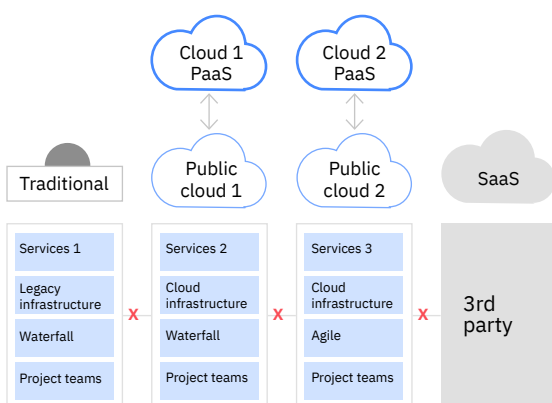 Cloud 1
PaaS
Cloud 2
PaaS
Traditional
Public
cloud 1
Public
cloud 2
SaaS
Services 1
Legacy
infrastructure
Waterfall
Project teams
X
Services 2
Cloud
infrastructure
Waterfall
Project teams
X
Services 3
Cloud
infrastructure
Agile
Project teams
X
3rd
party